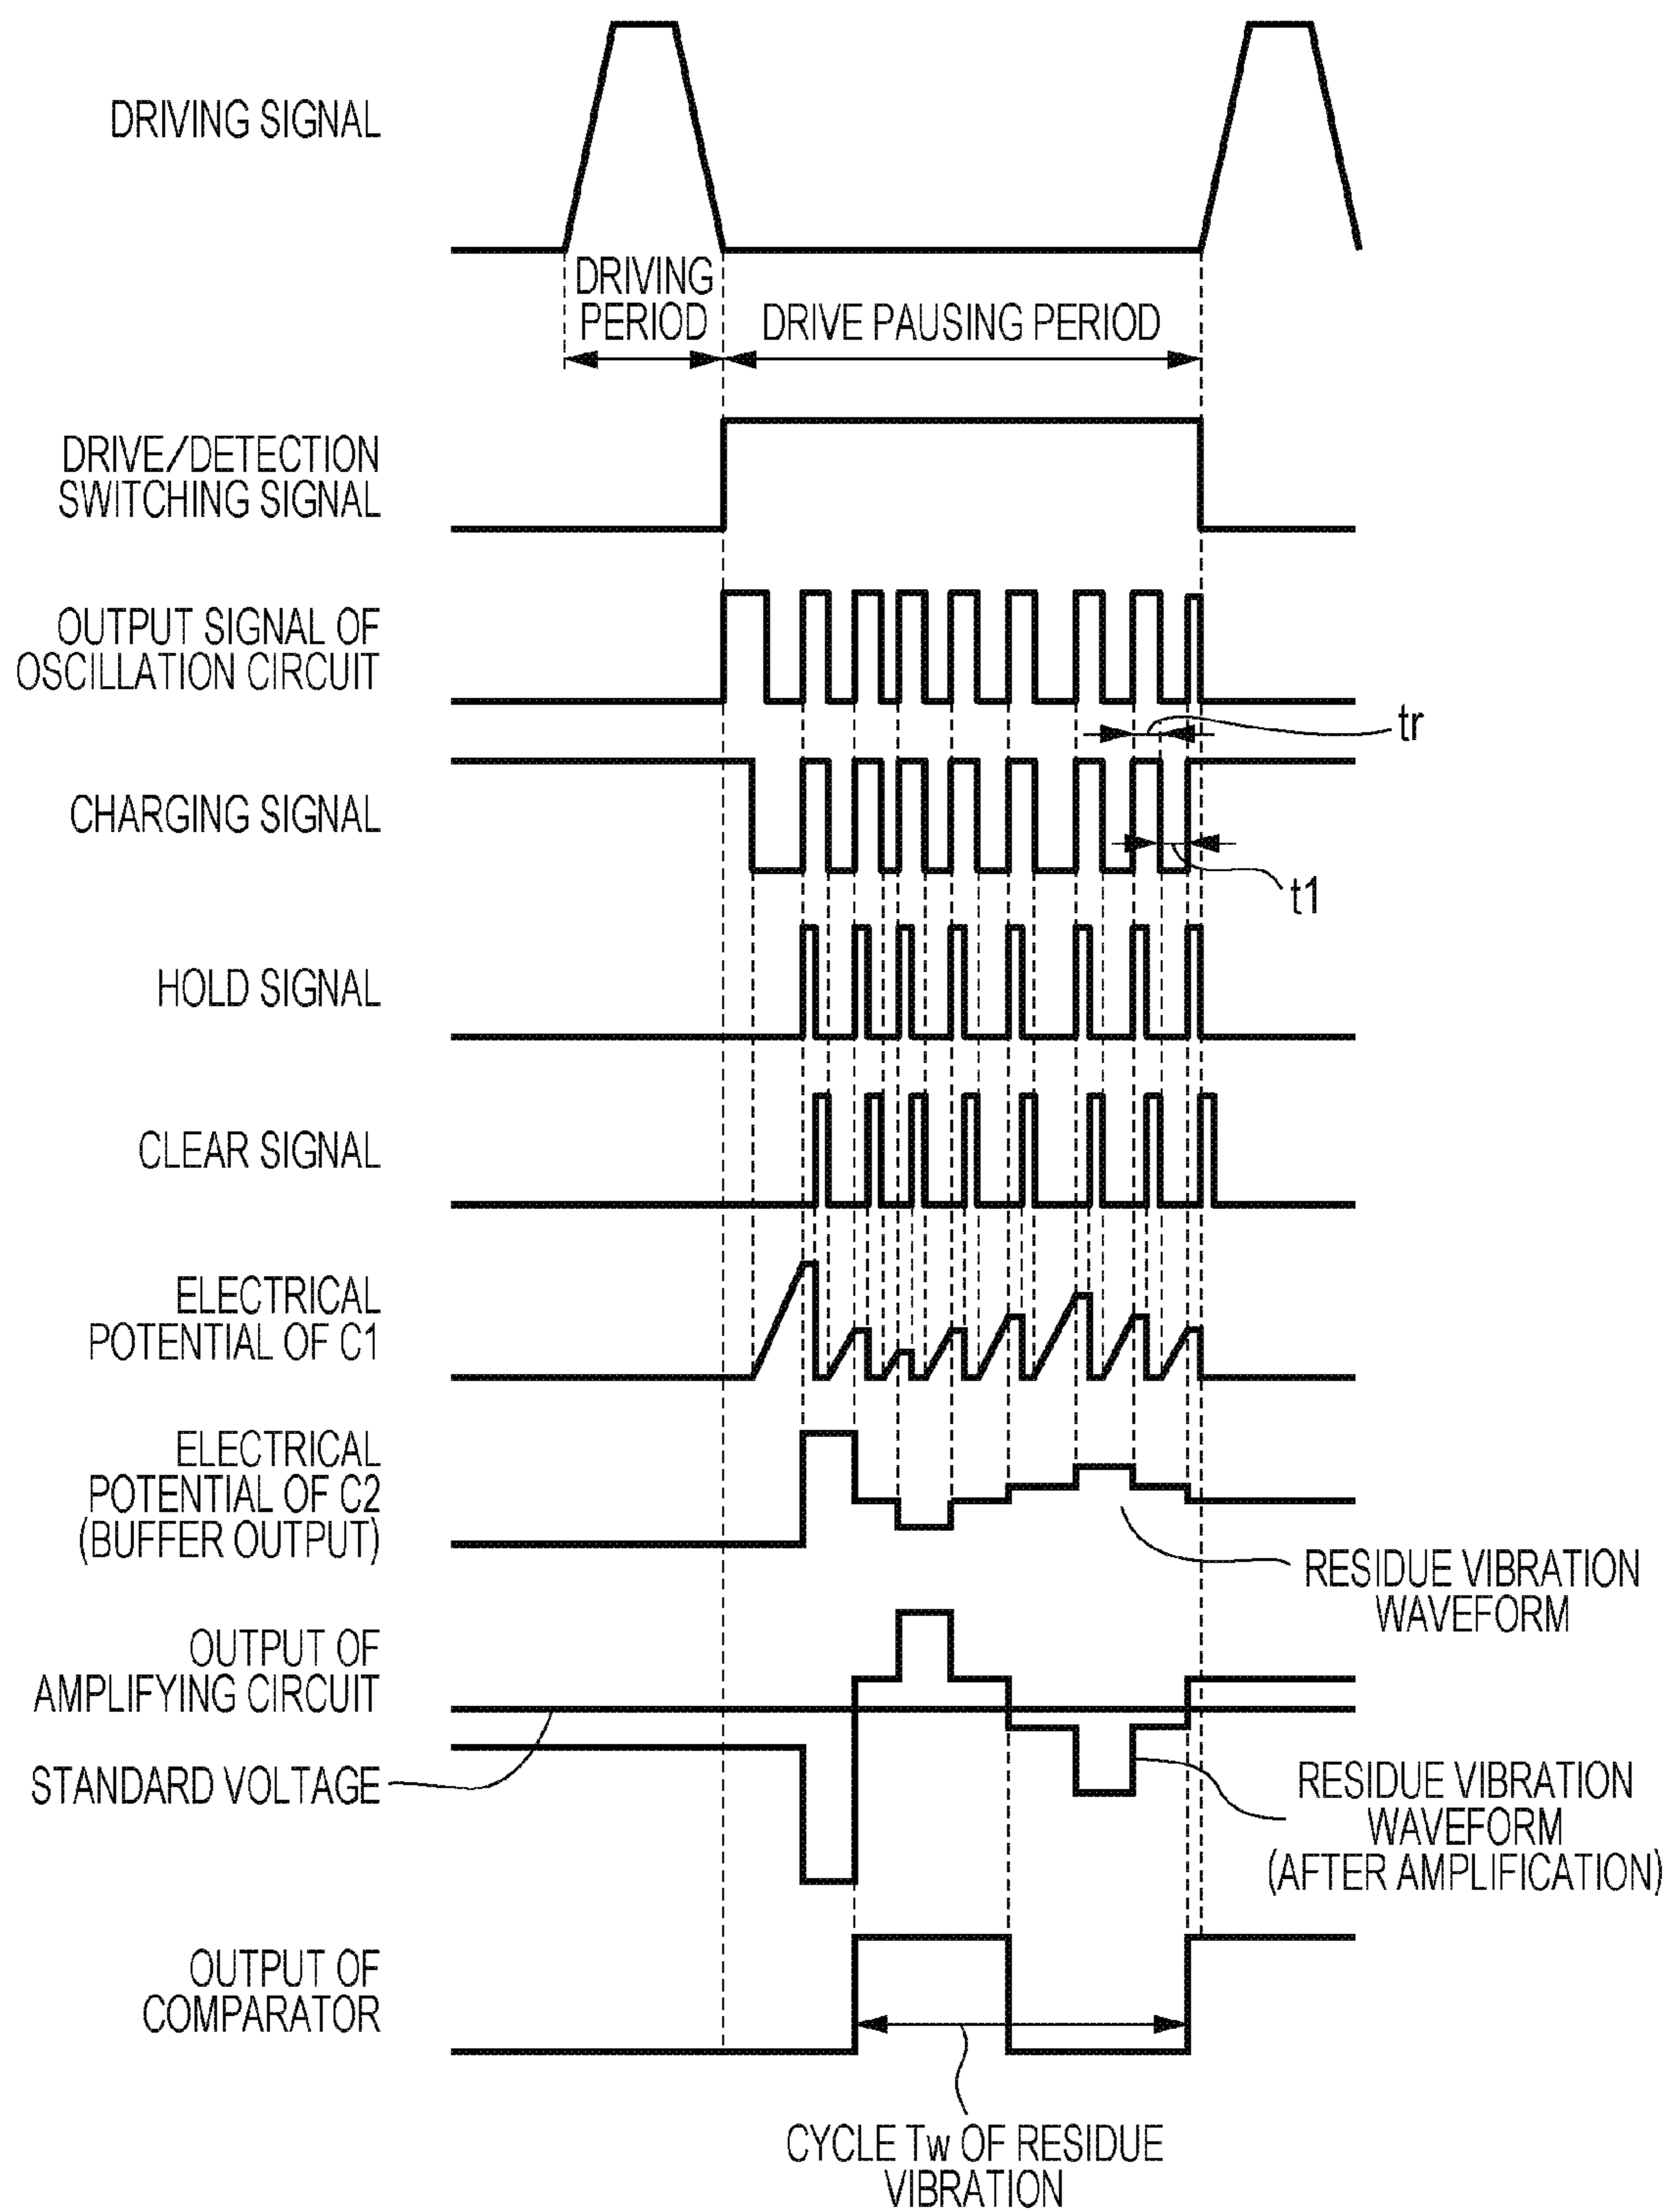 DRIVING SIGNAL
DRIVING
PERIOD
DRIVE PAUSING PERIOD
DRIVE/DETECTION
SWITCHING SIGNAL
OUTPUT SIGNAL OF
OSCILLATION CIRCUIT
tr
CHARGING SIGNAL
t1
HOLD SIGNAL
CLEAR SIGNAL
ELECTRICAL
POTENTIAL OF C1
ELECTRICAL
POTENTIAL OF C2
(BUFFER OUTPUT)
RESIDUE VIBRATION
WAVEFORM
OUTPUT OF
AMPLIFYING CIRCUIT
STANDARD VOLTAGE
RESIDUE VIBRATION
WAVEFORM
(AFTER AMPLIFICATION)
OUTPUT OF
COMPARATOR
CYCLE Tw OF RESIDUE
VIBRATION